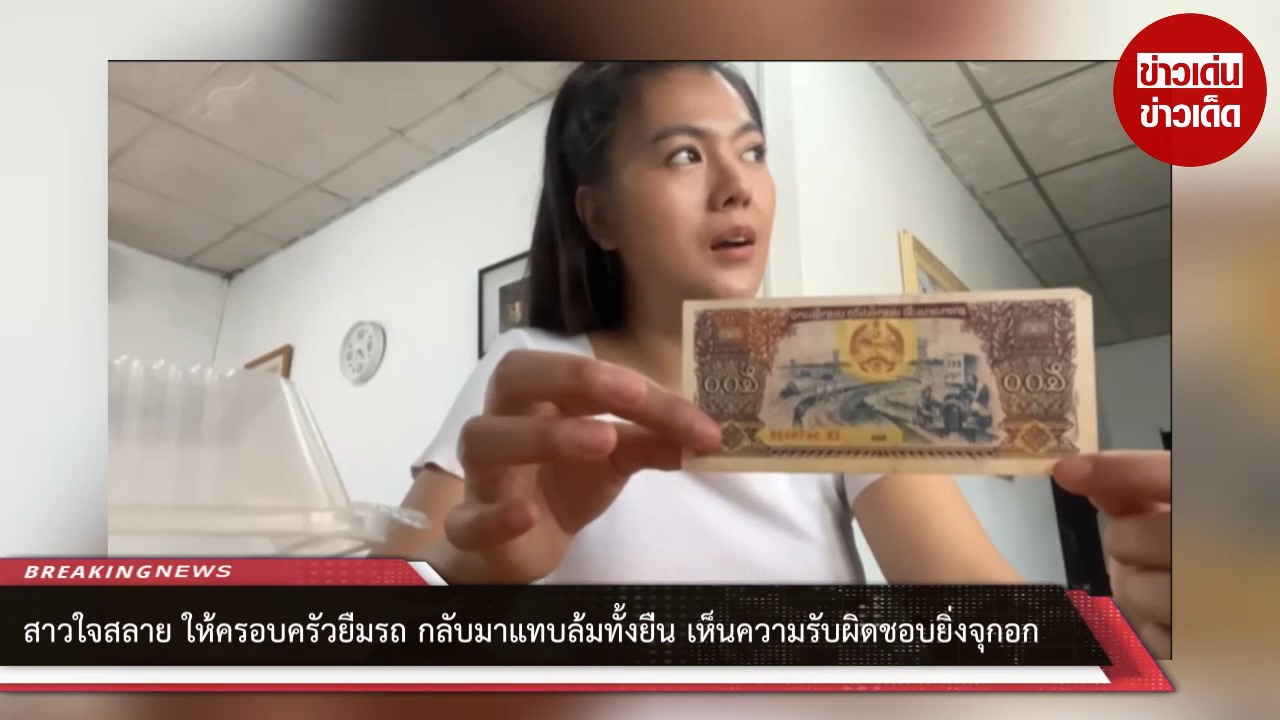 ข่าวเด่น
ข่าวเด็ด
BREAKING NEWS
สาวใจสลาย ให้ครอบครัวยืมรถ กลับมาแทบล้มทั้งยืน เห็นความรับผิดชอบยิ่งจุกอก